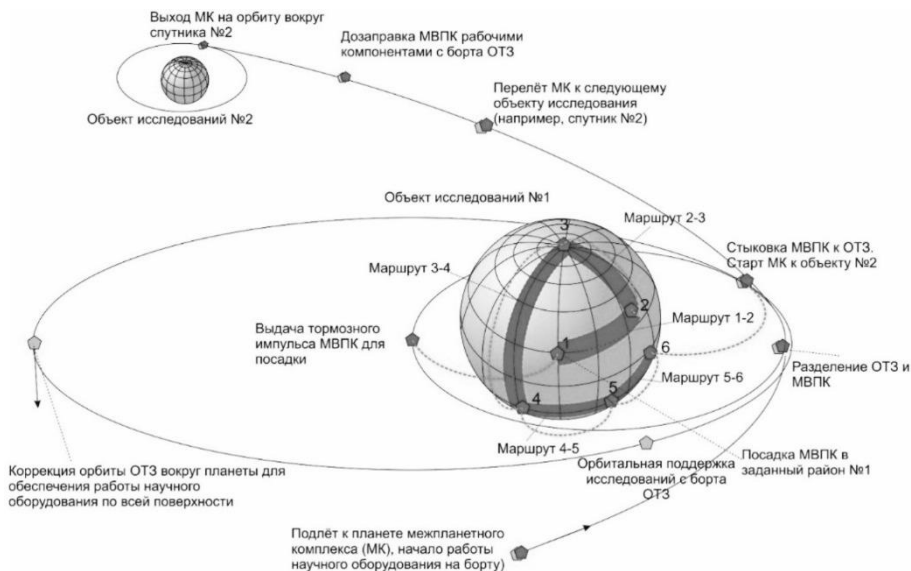 Выход МК на орбиту вокруг
спутника №2
Дозаправка МВПК рабочими
компонентами с борта ОТЗ
Перелёт МК к следующему
объекту исследования
(например, спутник №2)
Объект исследований №2
Объект исследований №1
Маршрут 2-3
3
Стыковка МВПК к ОТЗ.
Старт МК к объекту №2
Маршрут 3-4
2
Маршрут 1-2
Выдача тормозного
импульса МВПК для
посадки
1
6
Разделение ОТЗ и
МВПК
Маршрут 5-6
4
5
Маршрут 4-5
Посадка МВПК в
заданный район №1
Орбитальная поддержка
исследований с борта
ОТЗ
Коррекция орбиты ОТЗ вокруг планеты для
обеспечения работы научного
оборудования по всей поверхности
Подлёт к планете межпланетного
комплекса (МК), начало работы
научного оборудования на борту)